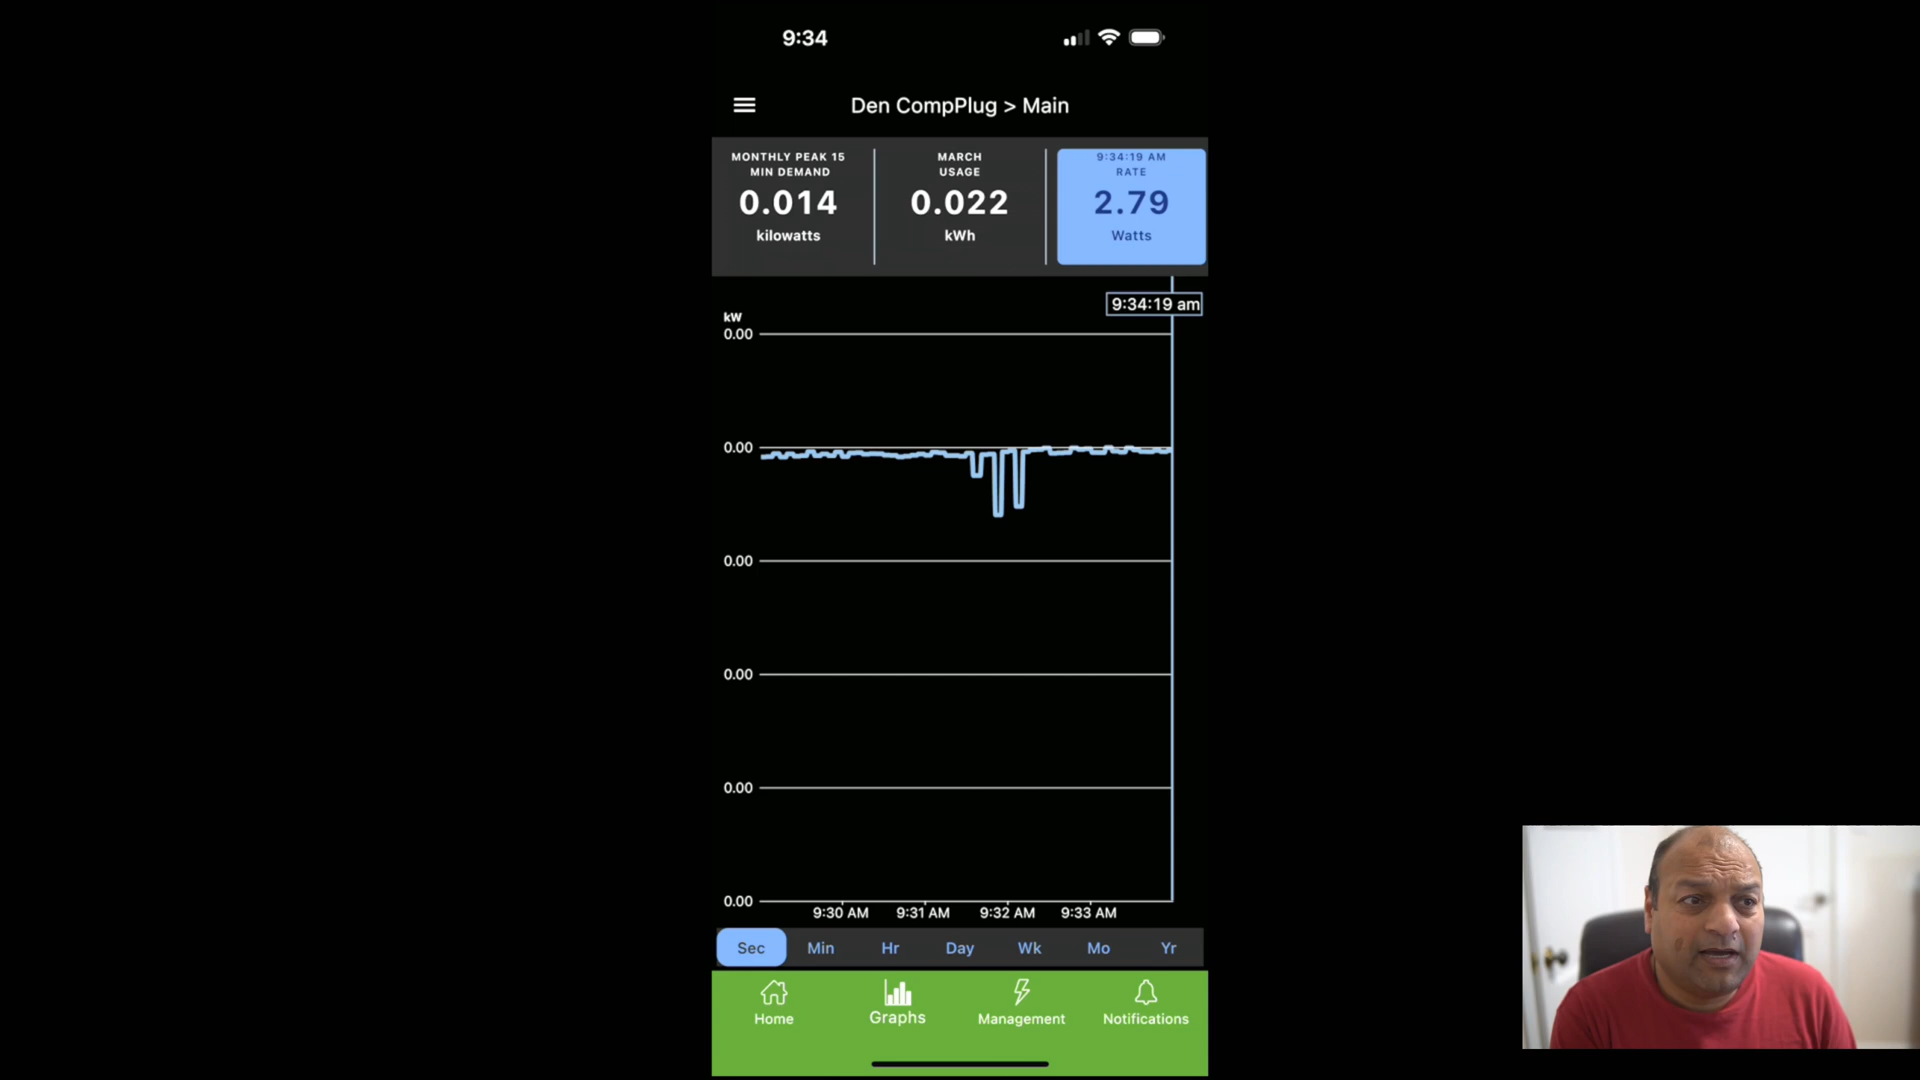 9:34
Den CompPlug > Main
MONTHLY PEAK 15
MIN DEMAND
0.014
kilowatts
MARCH
USAGE
0.022
kWh
9:34:19 AM
RATE
2.79
Watts
9:34:19 am
kW
0.00
0.00
0.00
0.00
0.00
0.00
9:30 AM 9:31 AM 9:32 AM 9:33 AM
Sec Min Hr Day Wk Mo Yr
Home Graphs Management Notifications